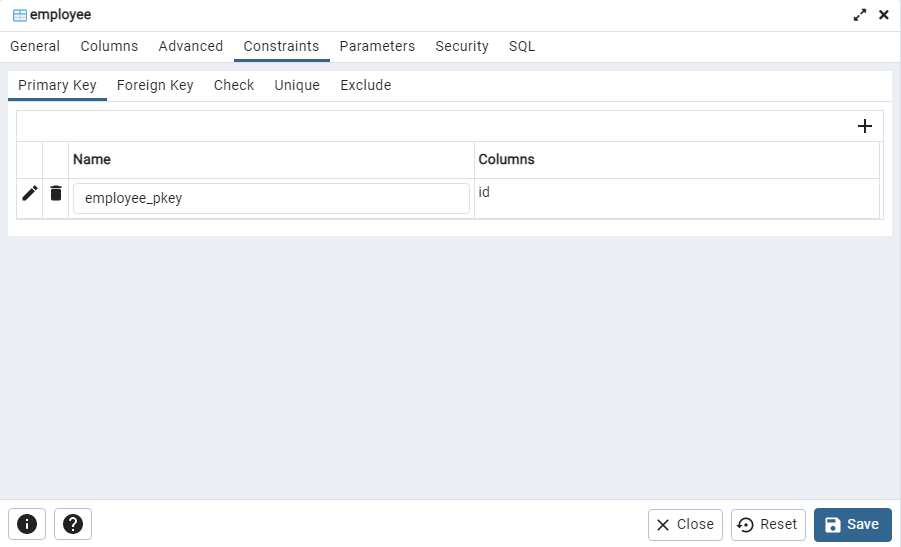 employee
General Columns Advanced Constraints Parameters Security SQL
Primary Key Foreign Key Check Unique Exclude
Name Columns
employee_pkey id
Close Reset Save